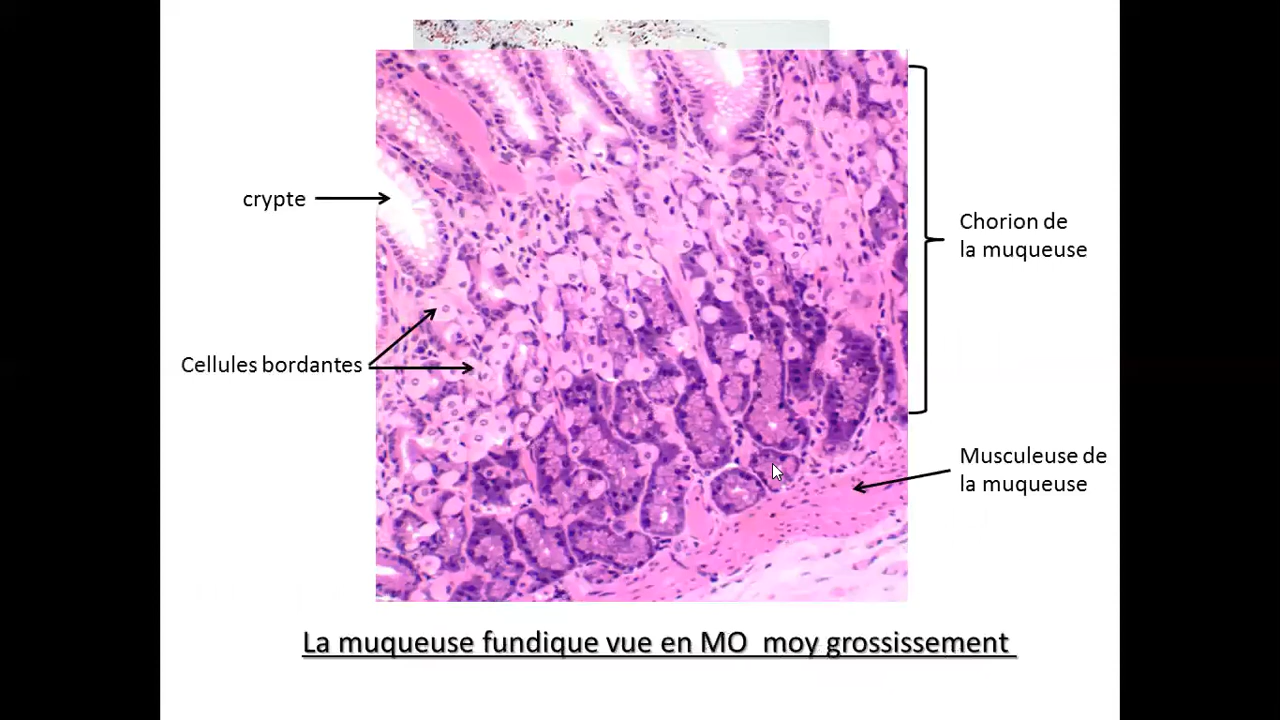 crypte
Chorion de
la muqueuse
Cellules bordantes
Musculeuse de
la muqueuse
La muqueuse fundique vue en MO moy grossissement